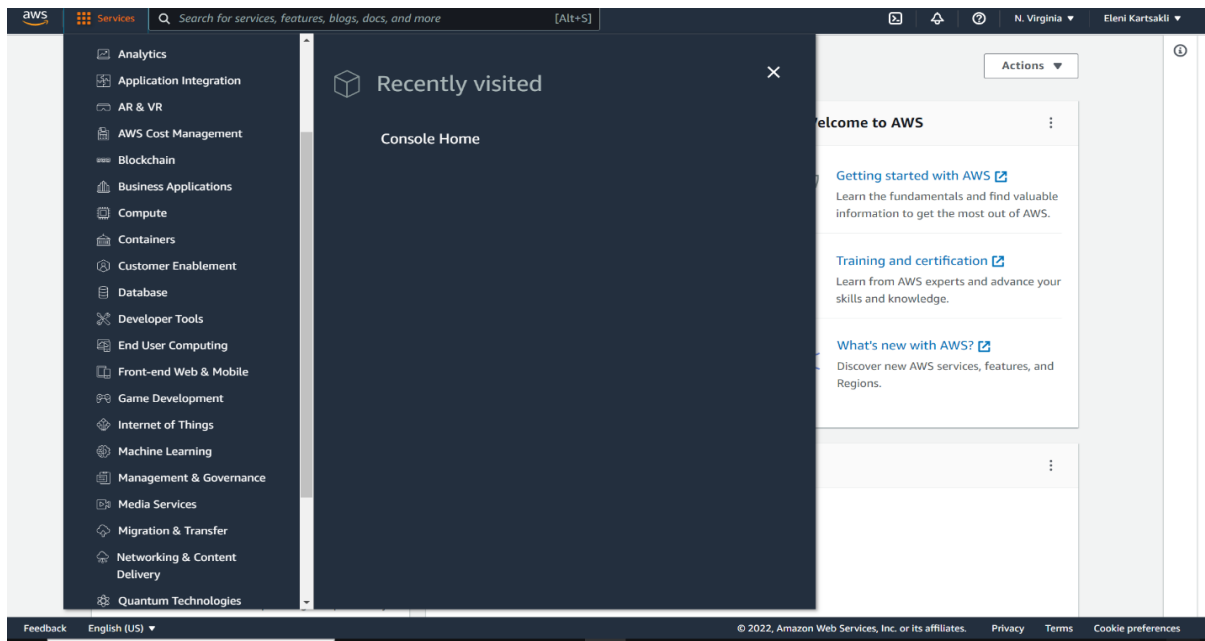 aws
Services
Search for services, features, blogs, docs, and more
[Alt+S]
N. Virginia ▼
Eleni Kartsakli ▼
Analytics
Application Integration
AR & VR
AWS Cost Management
Blockchain
Business Applications
Compute
Containers
Customer Enablement
Database
Developer Tools
End User Computing
Front-end Web & Mobile
Game Development
Internet of Things
Machine Learning
Management & Governance
Media Services
Migration & Transfer
Networking & Content
Delivery
Quantum Technologies
Recently visited
Console Home
Actions ▼
elcome to AWS
Getting started with AWS
Learn the fundamentals and find valuable
information to get the most out of AWS.
Training and certification
Learn from AWS experts and advance your
skills and knowledge.
What's new with AWS?
Discover new AWS services, features, and
Regions.
Feedback
English (US) ▼
© 2022, Amazon Web Services, Inc. or its affiliates.
Privacy
Terms
Cookie preferences